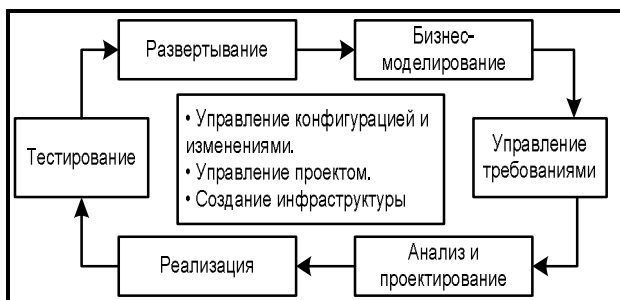 Развертывание
Бизнес-
моделирование
• Управление конфигурацией и
изменениями.
• Управление проектом.
• Создание инфраструктуры
Тестирование
Управление
требованиями
Реализация
Анализ и
проектирование